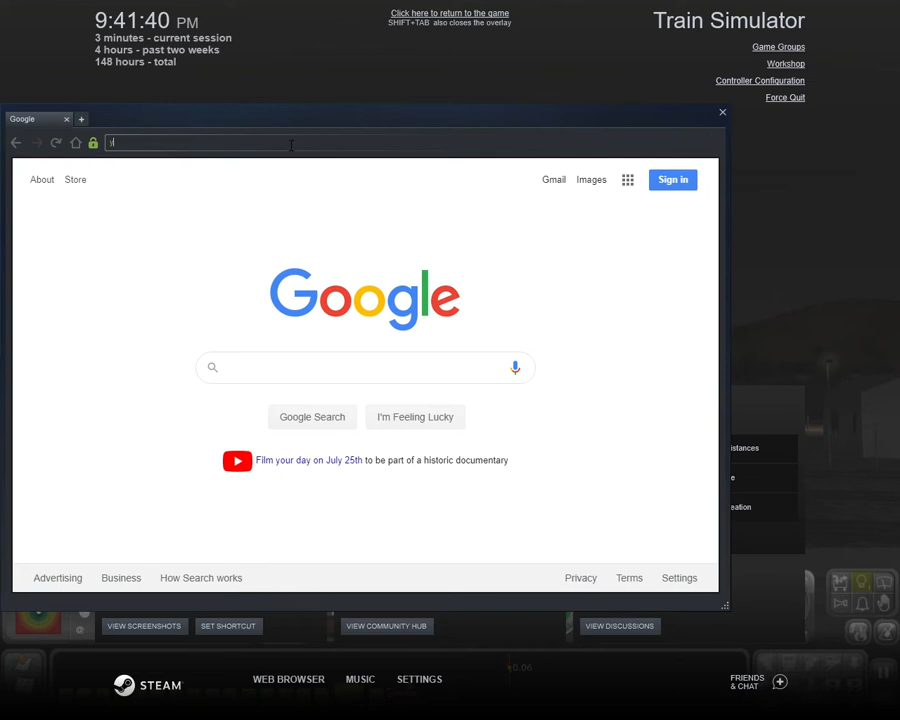 9:41:40 PM
3 minutes - current session
4 hours - past two weeks
148 hours - total
Click here to return to the game
SHIFT+TAB also closes the overlay
Train Simulator
Game Groups
Workshop
Controller Configuration
Force Quit
Google
y
About Store
Gmail Images Sign in
Google
Google Search I'm Feeling Lucky
Film your day on July 25th to be part of a historic documentary
Advertising Business How Search works Privacy Terms Settings
istances
e
eation
VIEW SCREENSHOTS SET SHORTCUT VIEW COMMUNITY HUB VIEW DISCUSSIONS
0.06
STEAM WEB BROWSER MUSIC SETTINGS
FRIENDS
& CHAT